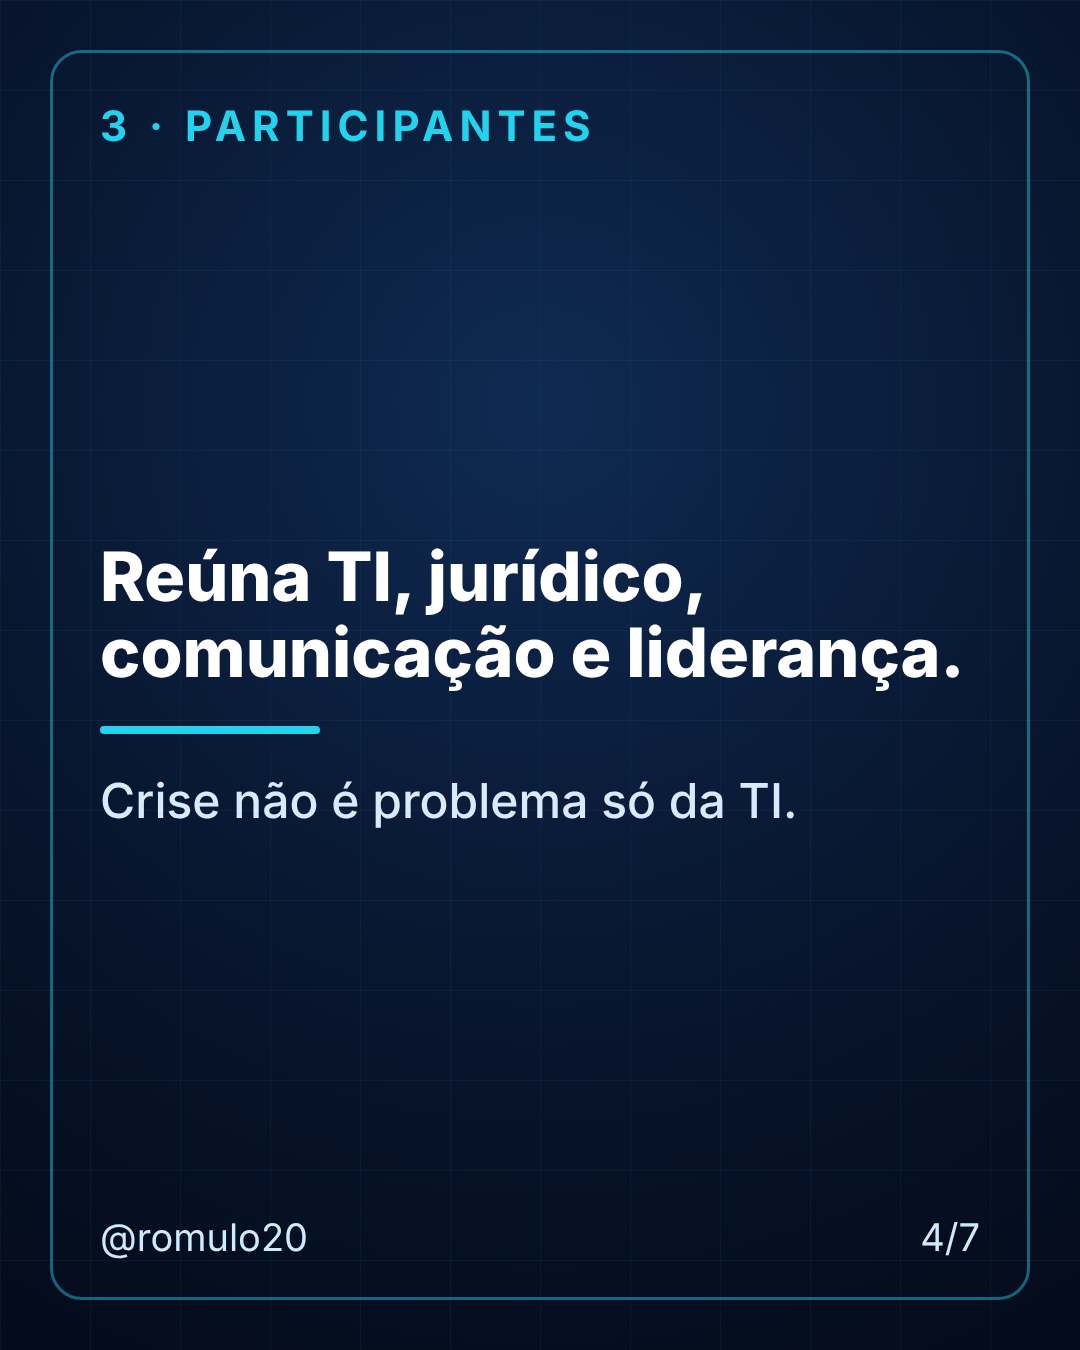 3 · PARTICIPANTES
Reúna TI, jurídico,
comunicação e liderança.
Crise não é problema só da TI.
@romulo20
4/7